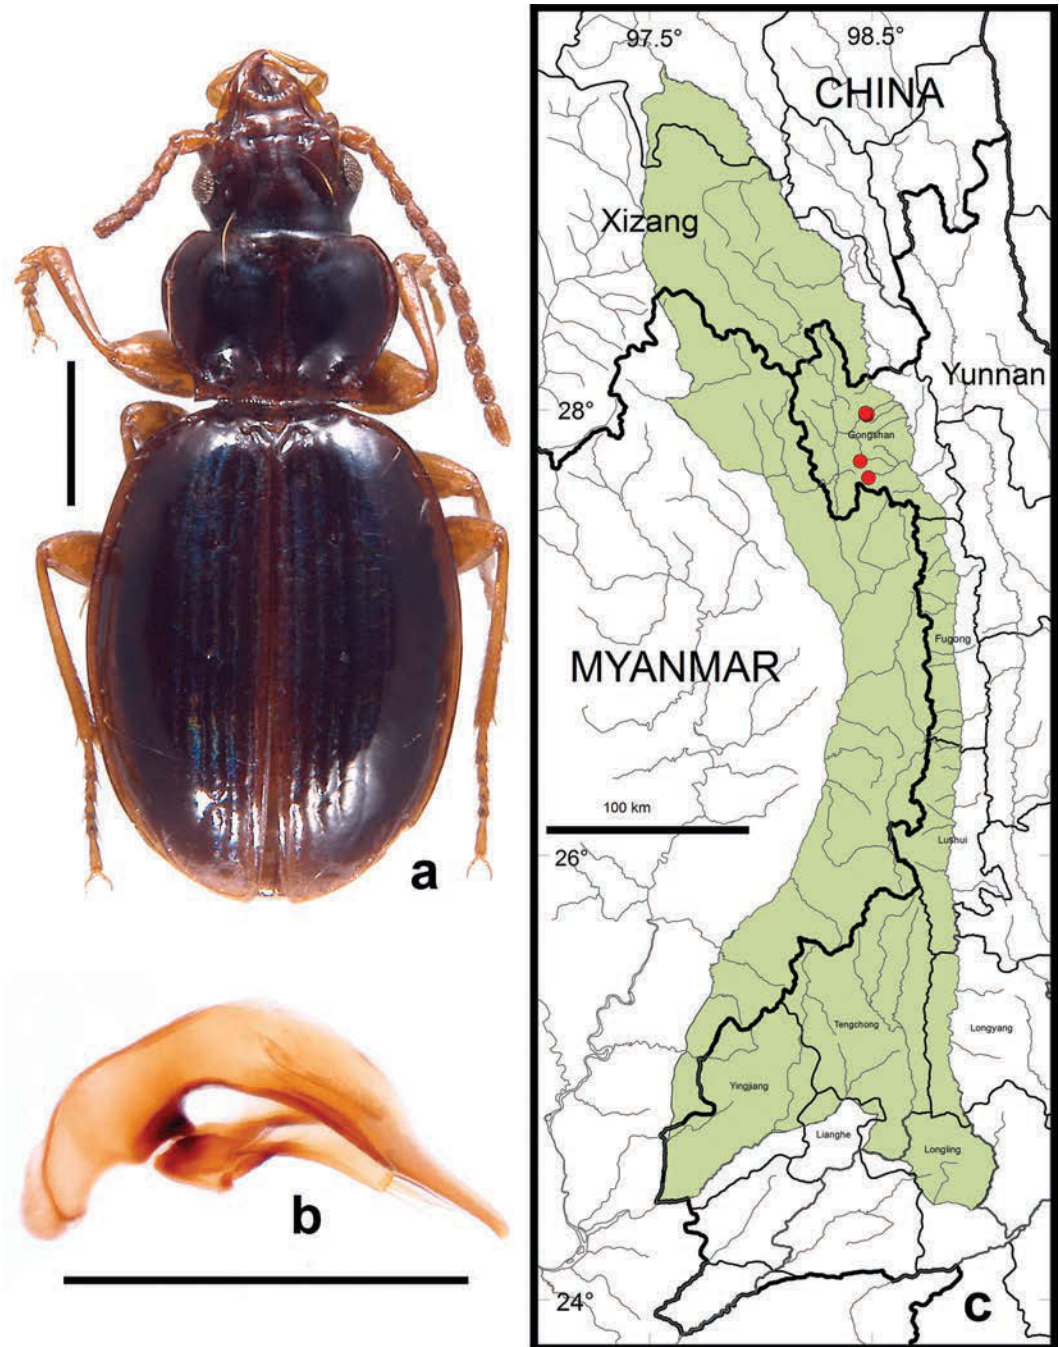 a
b
97.5°
98.5°
CHINA
Xizang
Yunnan
28°
Gongshan
MYANMAR
Fugong
100 km
Lushui
26°
Tengchong
Longyang
Yingjiang
Lianghe
Longling
24°
c